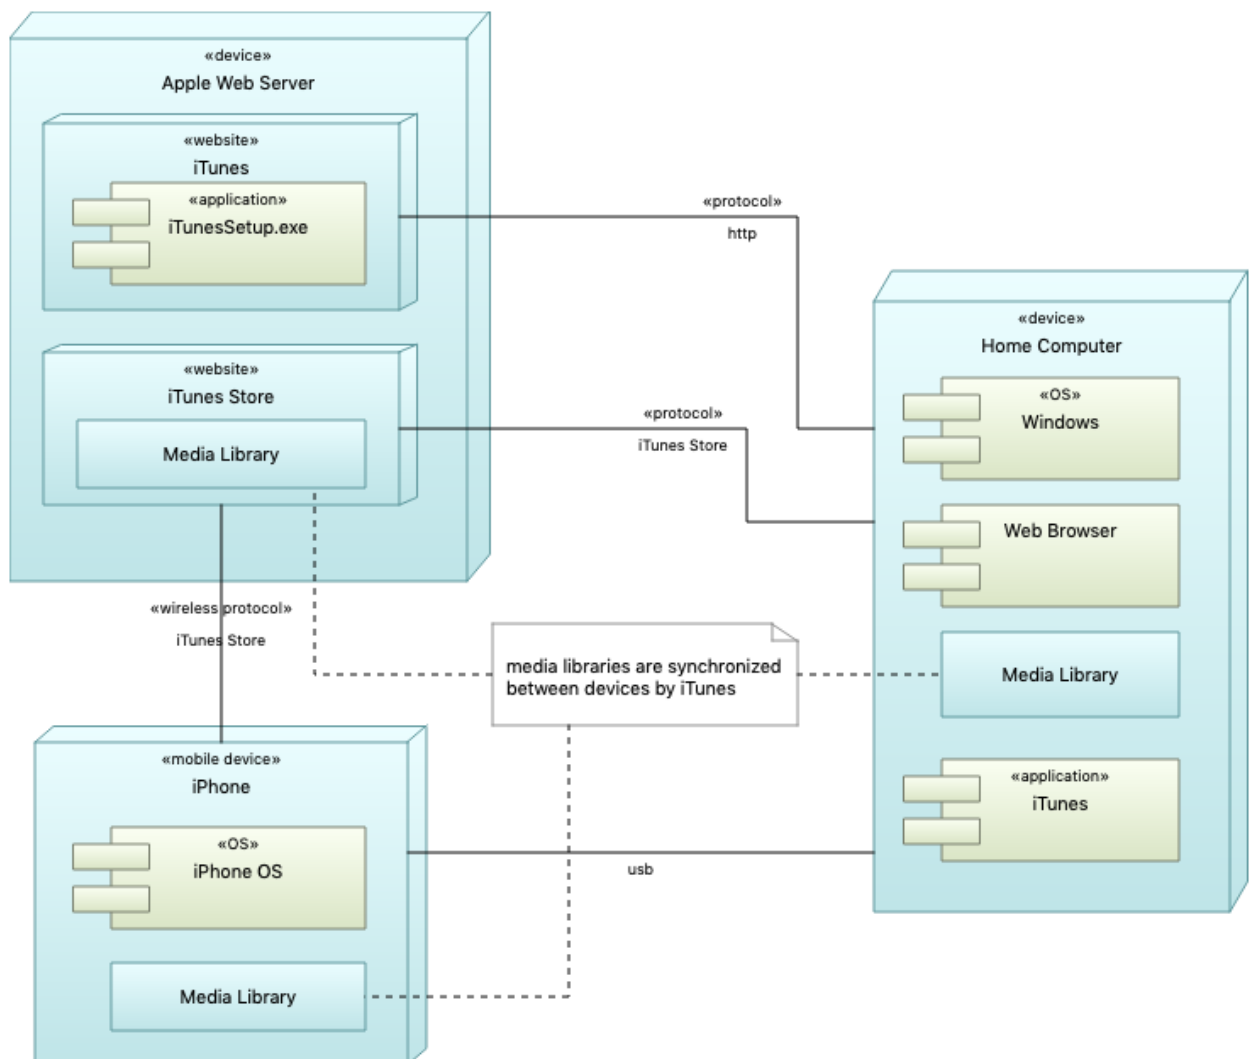 «device»
Apple Web Server
«website»
iTunes
«application»
iTunesSetup.exe
«website»
iTunes Store
Media Library
«protocol»
http
«protocol»
iTunes Store
«device»
Home Computer
«OS»
Windows
Web Browser
Media Library
«application»
iTunes
«wireless protocol»
iTunes Store
media libraries are synchronized
between devices by iTunes
«mobile device»
iPhone
«OS»
iPhone OS
Media Library
usb